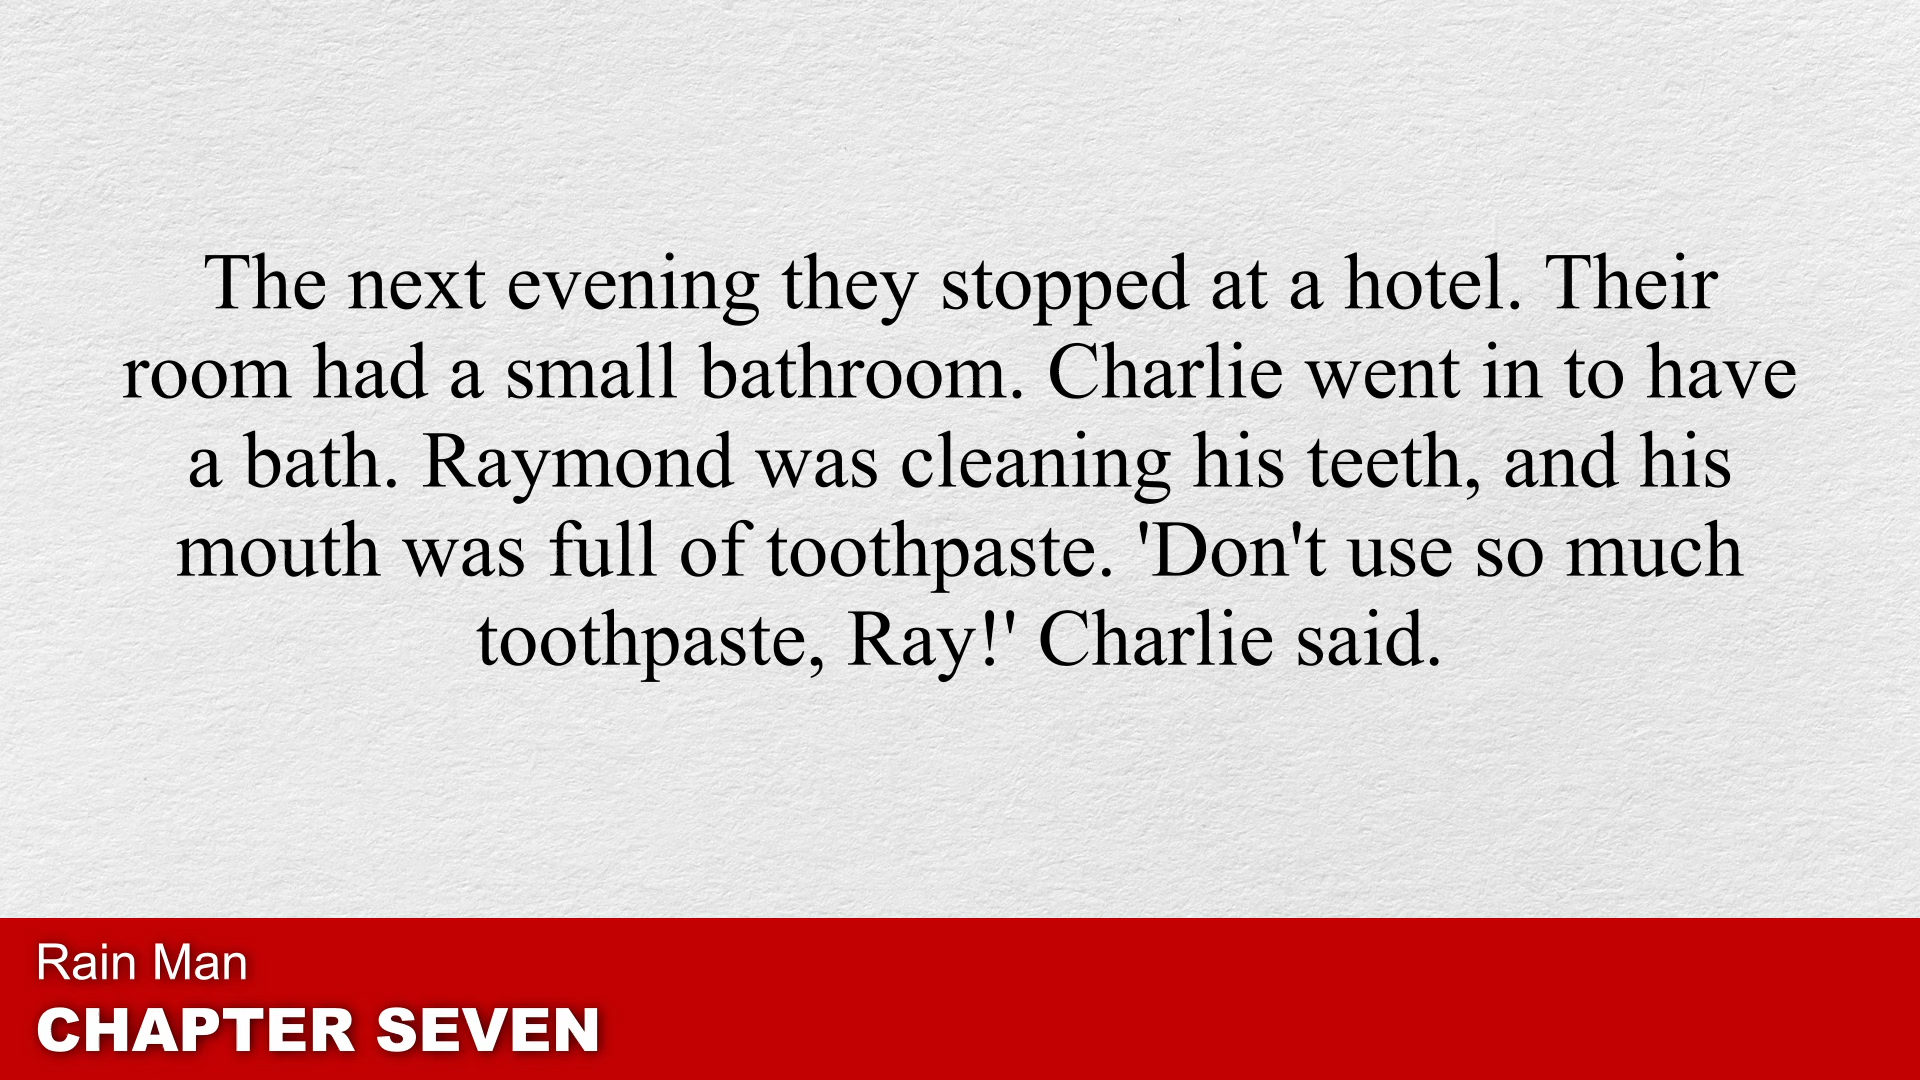 The next evening they stopped at a hotel. Their
room had a small bathroom. Charlie went in to have
a bath. Raymond was cleaning his teeth, and his
mouth was full of toothpaste. 'Don't use so much
toothpaste, Ray!' Charlie said.
Rain Man
CHAPTER SEVEN